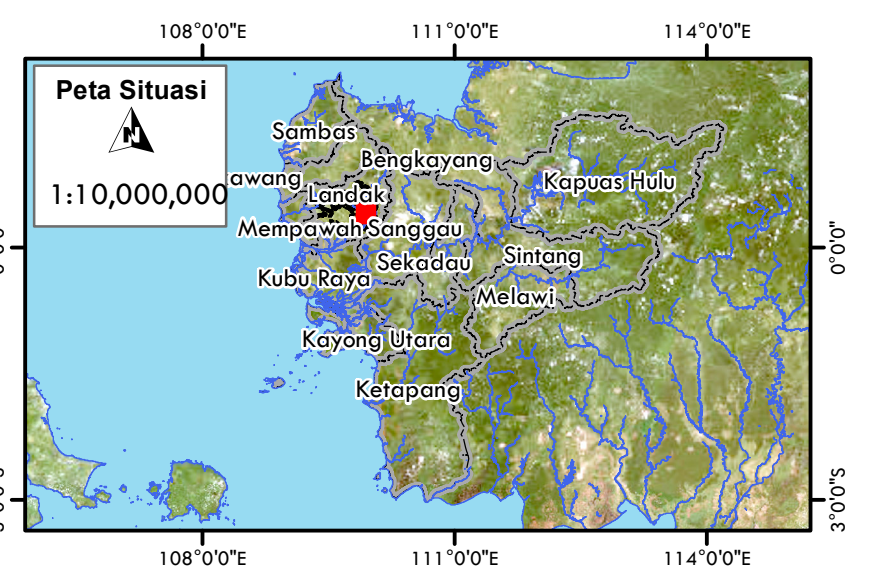 108°0'0"E 111°0'0"E 114°0'0"E
Peta Situasi
N
1:10,000,000
Sambas
Bengkayang
awang
Landak
Kapuas Hulu
Mempawah
Sanggau
Sekadau
Sintang
Kubu Raya
Melawi
Kayong Utara
Ketapang
0°0'0"
3°0'0"S
108°0'0"E 111°0'0"E 114°0'0"E